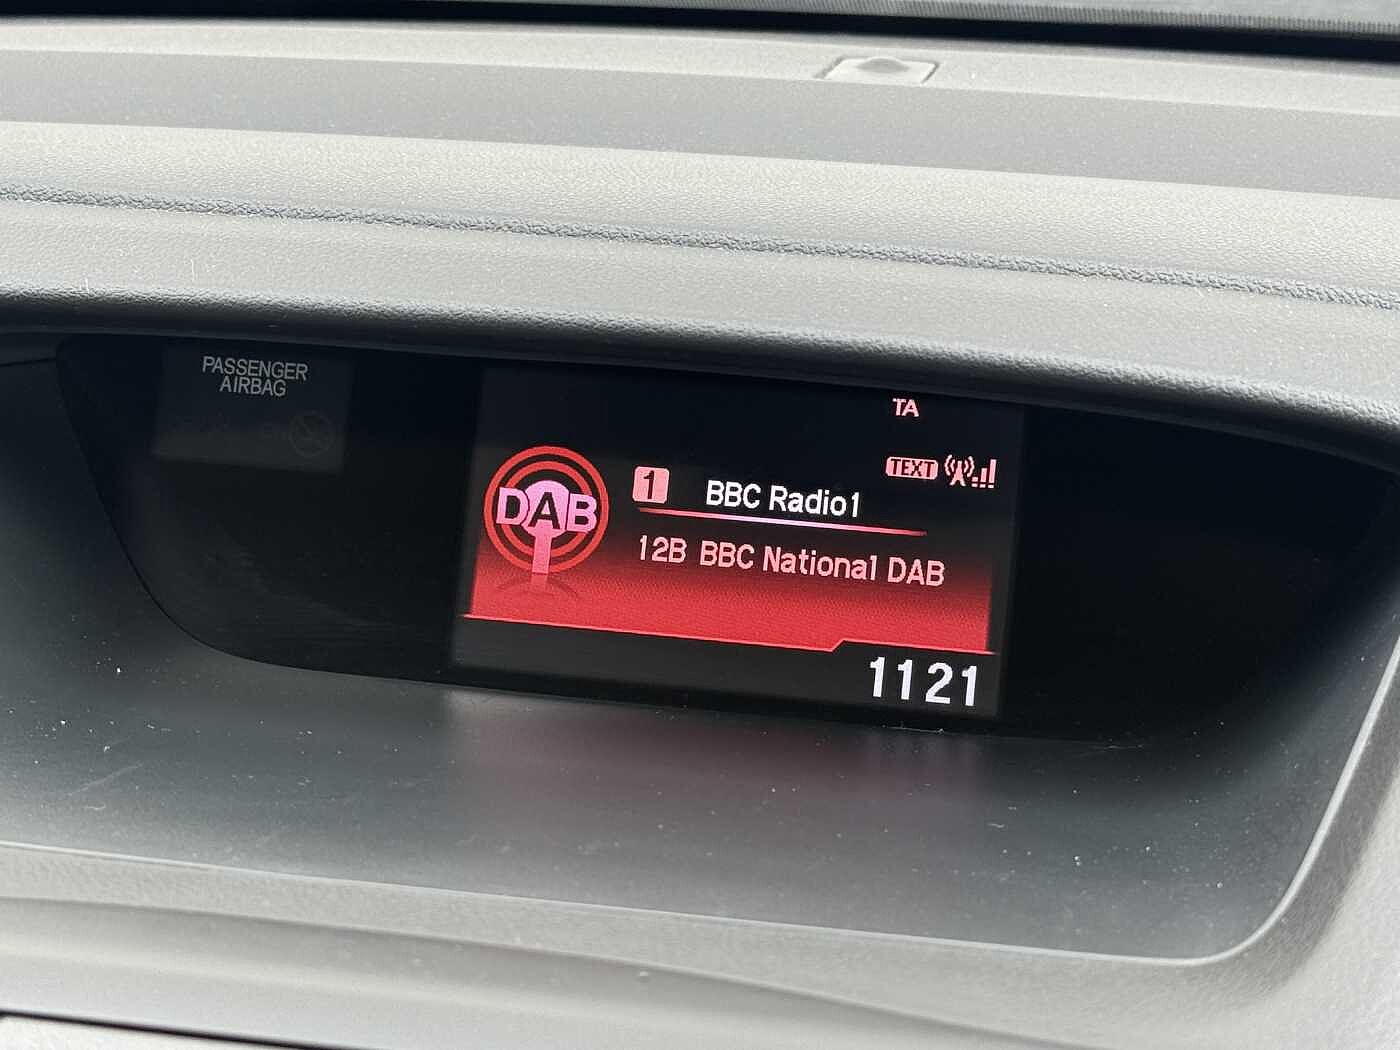 PASSENGER
AIRBAG
TA
TEXT
DAB
1 BBC Radio1
12B BBC National DAB
1121